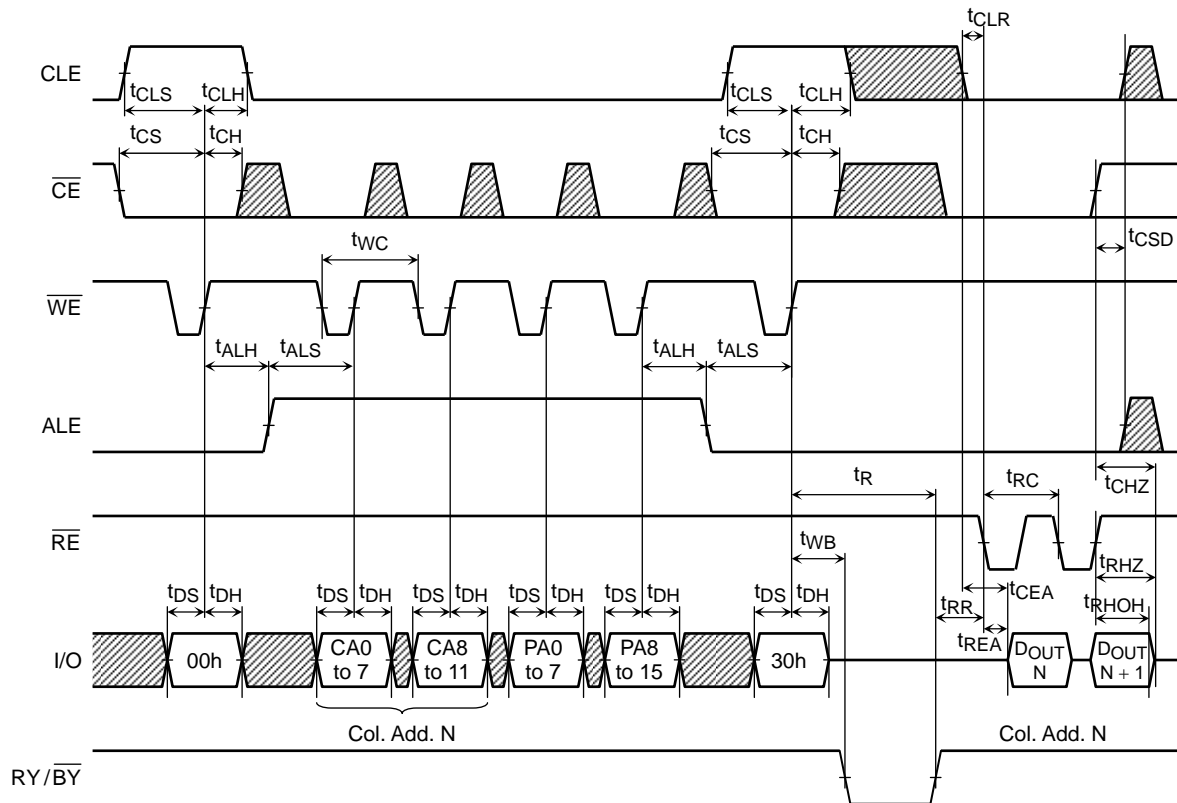 tCLR
CLE
tCLS tCLH tCLS tCLH
tCS tCH tCS tCH
CE
tWC tCSD
WE
tALH tALS tALH tALS
ALE
tR tRC tCHZ
RE
tWB tRHZ
tDS tDH tDS tDH tDS tDH tDS tDH tDS tDH tDS tDH tCEA
tRR tRHOH
tREA
I/O 00h CA0 to 7 CA8 to 11 PA0 to 7 PA8 to 15 30h DOUT N DOUT N + 1
Col. Add. N Col. Add. N
RY/BY